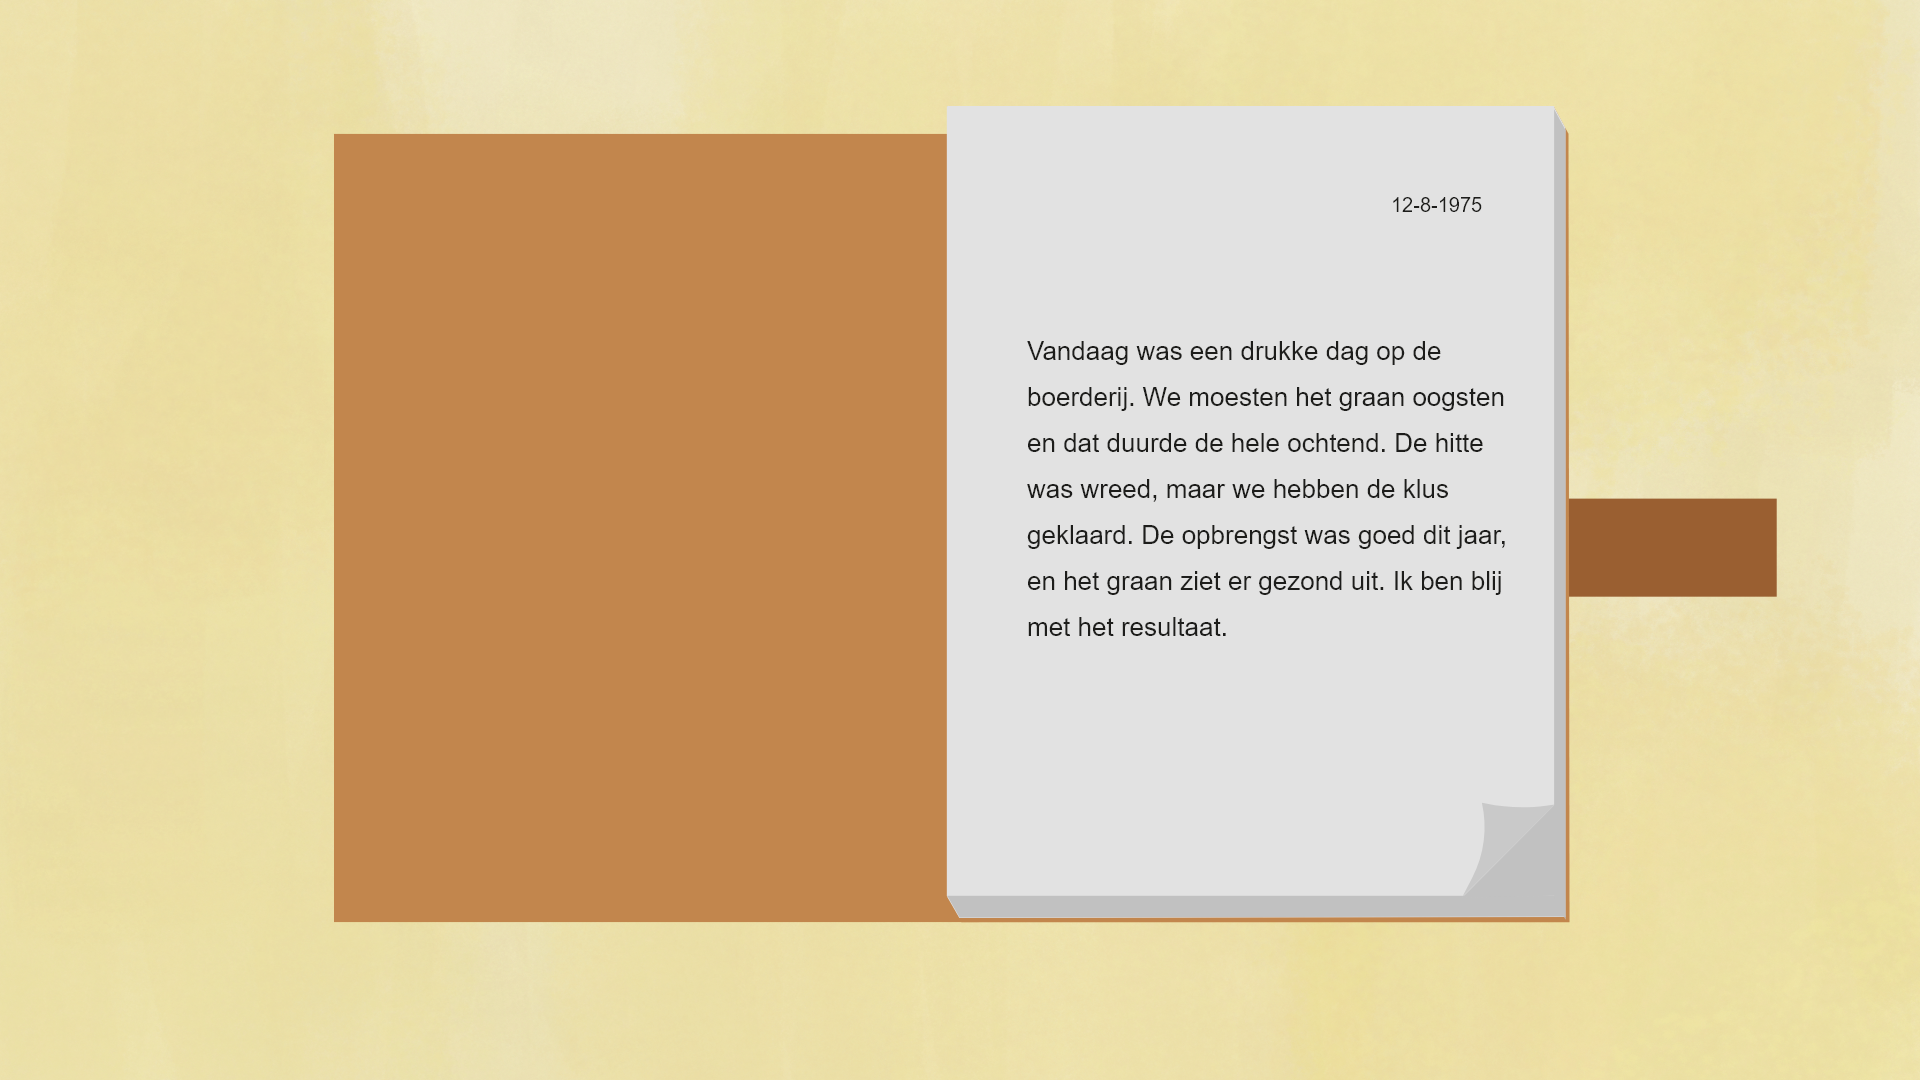 12-8-1975
Vandaag was een drukke dag op de
boerderij. We moesten het graan oogsten
en dat duurde de hele ochtend. De hitte
was wreed, maar we hebben de klus
geklaard. De opbrengst was goed dit jaar,
en het graan ziet er gezond uit. Ik ben blij
met het resultaat.